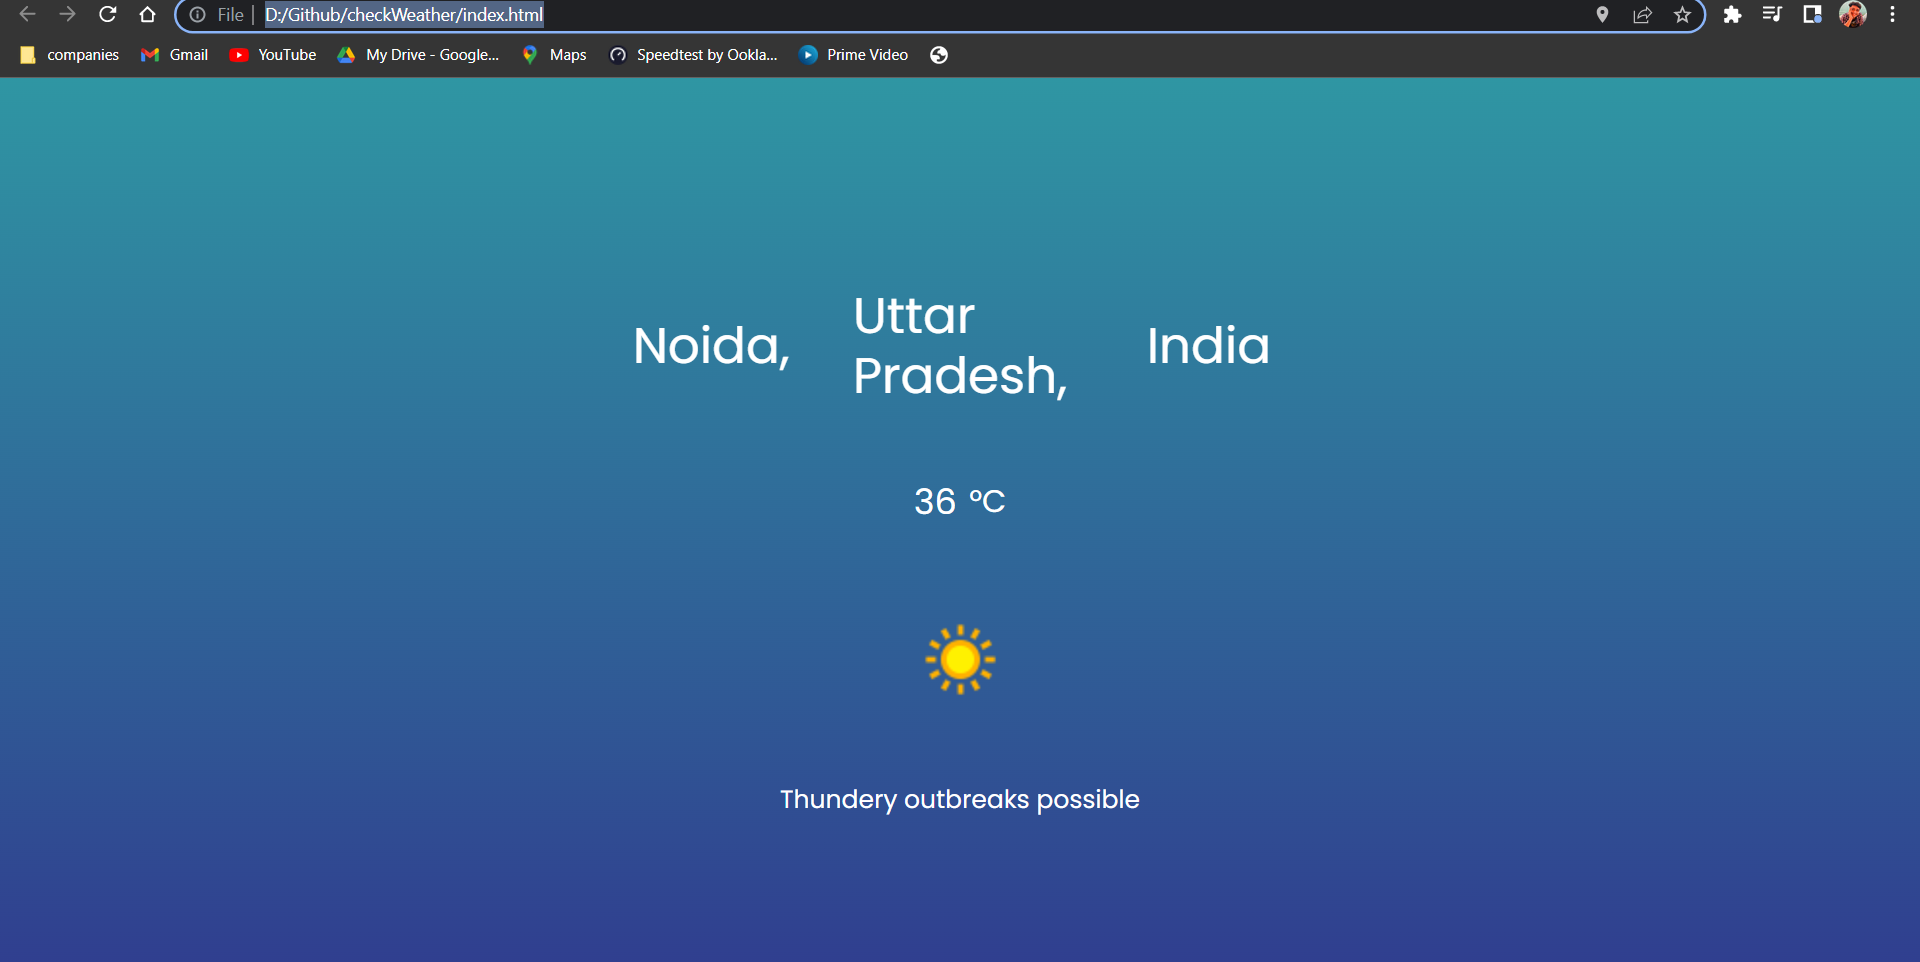 File D:/Github/checkWeather/index.html
companies Gmail YouTube My Drive - Google... Maps Speedtest by Ookla... Prime Video
Noida, Uttar Pradesh, India
36 °C
Thundery outbreaks possible